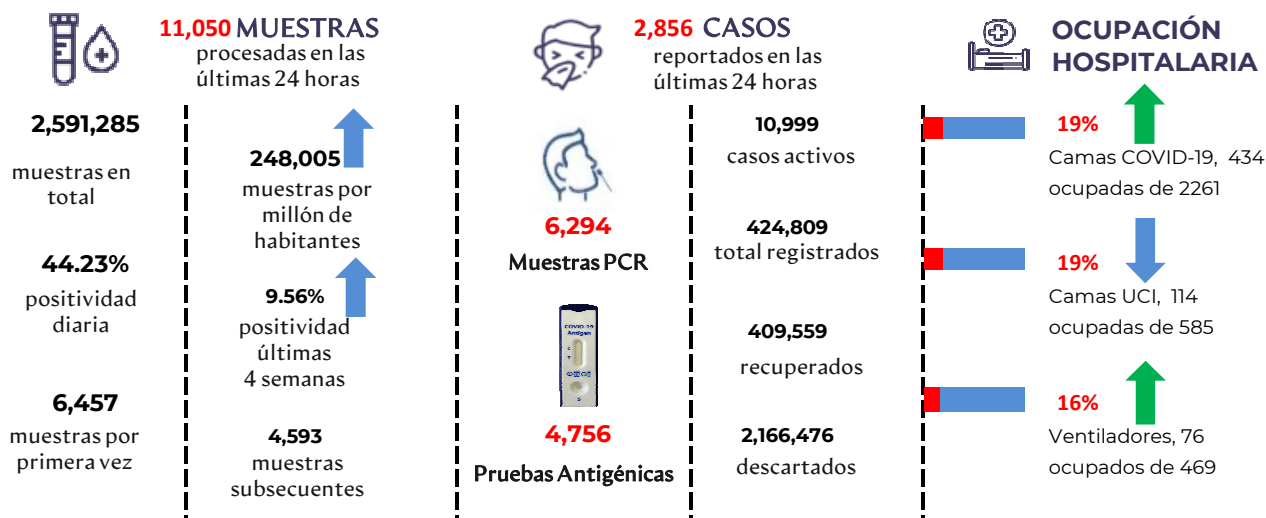 11,050 MUESTRAS
procesadas en las
últimas 24 horas
2,591,285
muestras en
total
44.23%
positividad
diaria
6,457
muestras por
primera vez
248,005
muestras por
millón de
habitantes
9.56%
positividad
últimas
4 semanas
4,593
muestras
subsecuentes
2,856 CASOS
reportados en las
últimas 24 horas
6,294
Muestras PCR
COVID-19
Antigen
C
T
S
4,756
Pruebas Antigénicas
10,999
casos activos
424,809
total registrados
409,559
recuperados
2,166,476
descartados
OCUPACIÓN
HOSPITALARIA
19%
Camas COVID-19, 434
ocupadas de 2261
19%
Camas UCI, 114
ocupadas de 585
16%
Ventiladores, 76
ocupados de 469